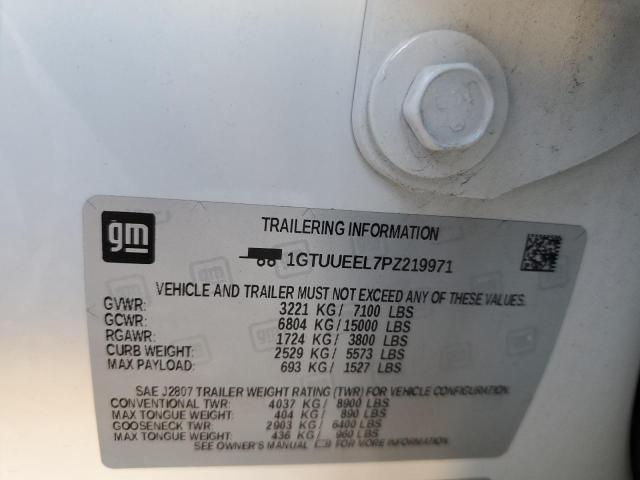 gm
TRAILERING INFORMATION
1GTUUEEL7PZ219971
VEHICLE AND TRAILER MUST NOT EXCEED ANY OF THESE VALUES.
GVWR: 3221 KG/ 7100 LBS
GCWR: 6804 KG/15000 LBS
RGAWR: 1724 KG/ 3800 LBS
CURB WEIGHT: 2529 KG/ 5573 LBS
MAX PAYLOAD: 693 KG/ 1527 LBS
SAE J2807 TRAILER WEIGHT RATING (TWR) FOR VEHICLE CONFIGURATION.
CONVENTIONAL TWR: 4037 KG/ 8900 LBS
MAX TONGUE WEIGHT: 404 KG/ 890 LBS
GOOSENECK TWR: 2903 KG/ 6400 LBS
MAX TONGUE WEIGHT: 436 KG/ 960 LBS
SEE OWNER'S MANUAL FOR MORE INFORMATION.